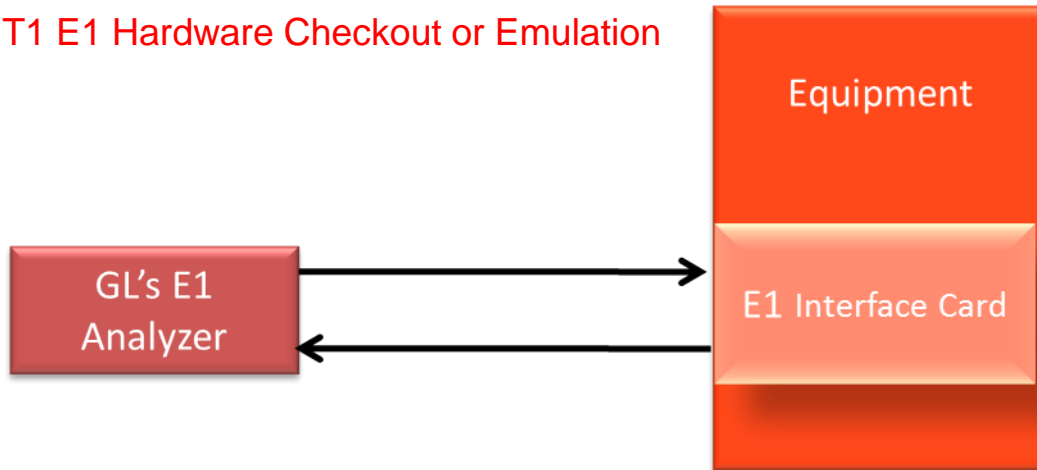 T1 E1 Hardware Checkout or Emulation
Equipment
GL's E1
Analyzer
E1 Interface Card